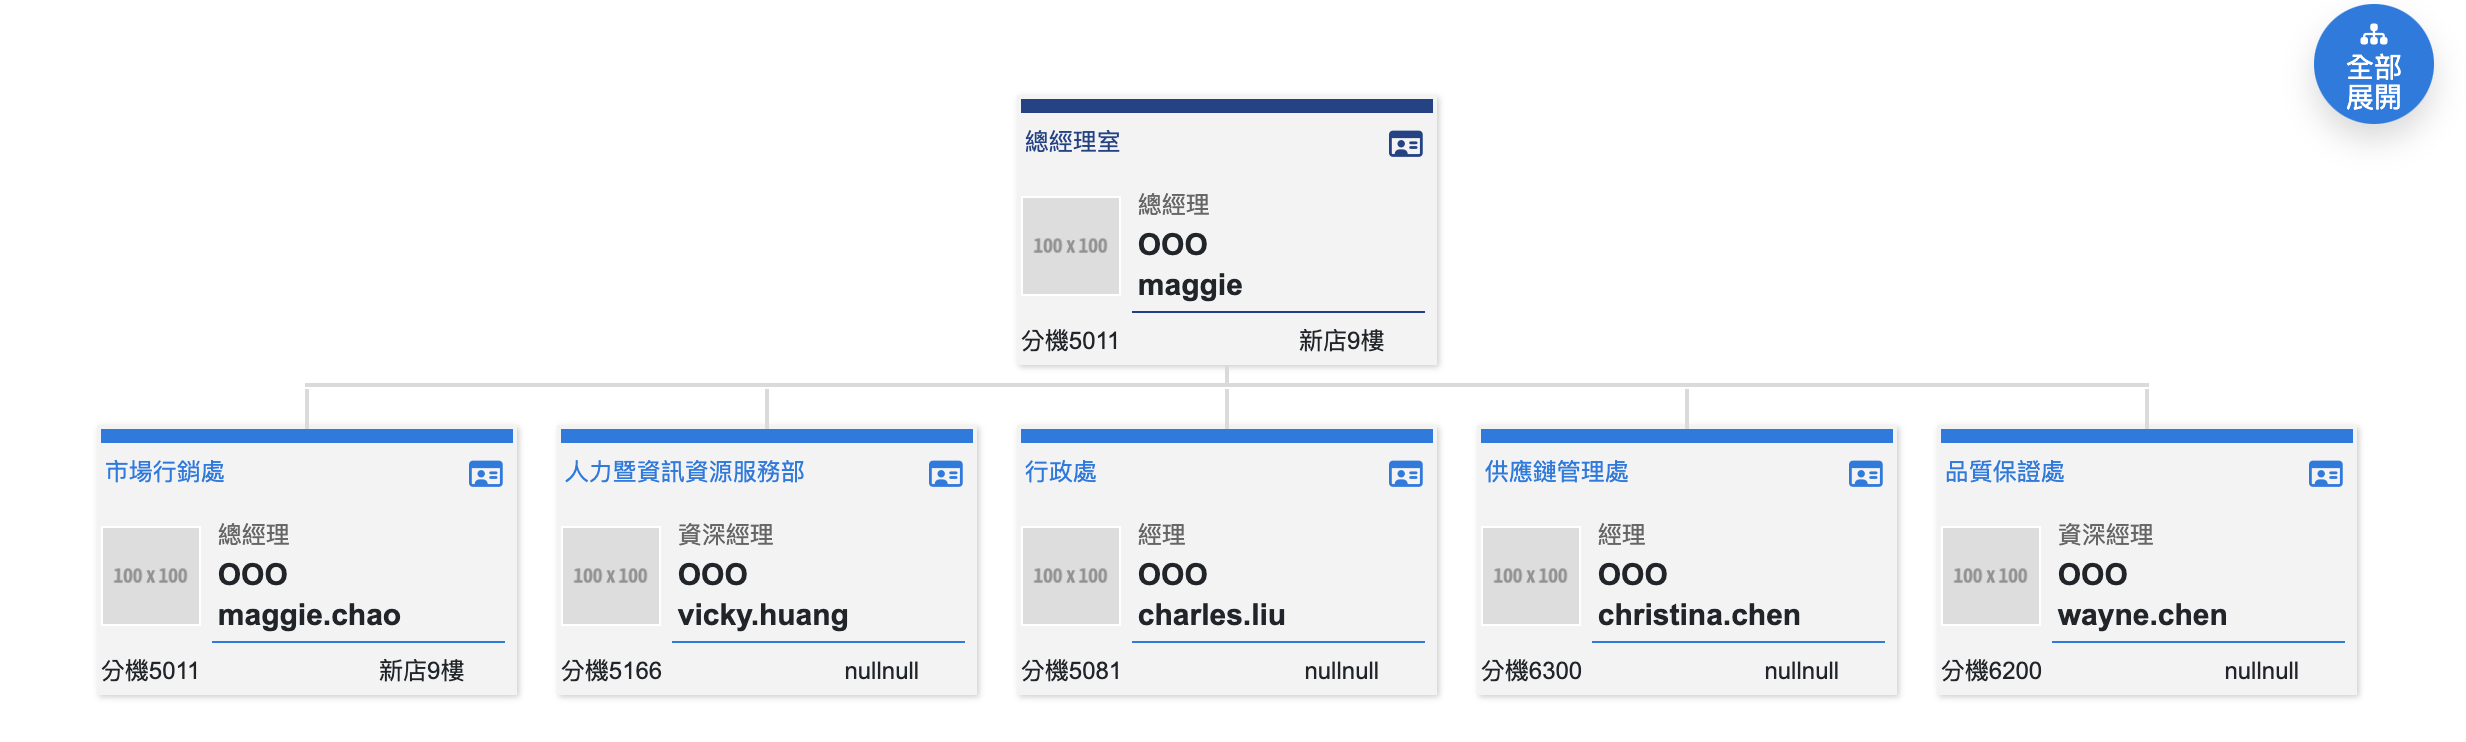 全部
展開
總經理室
100 x 100
總經理
OOO
maggie
分機5011 新店9樓
市場行銷處
100 x 100
總經理
OOO
maggie.chao
分機5011 新店9樓
人力暨資訊資源服務部
100 x 100
資深經理
OOO
vicky.huang
分機5166 nullnull
行政處
100 x 100
經理
OOO
charles.liu
分機5081 nullnull
供應鏈管理處
100 x 100
經理
OOO
christina.chen
分機6300 nullnull
品質保證處
100 x 100
資深經理
OOO
wayne.chen
分機6200 nullnull